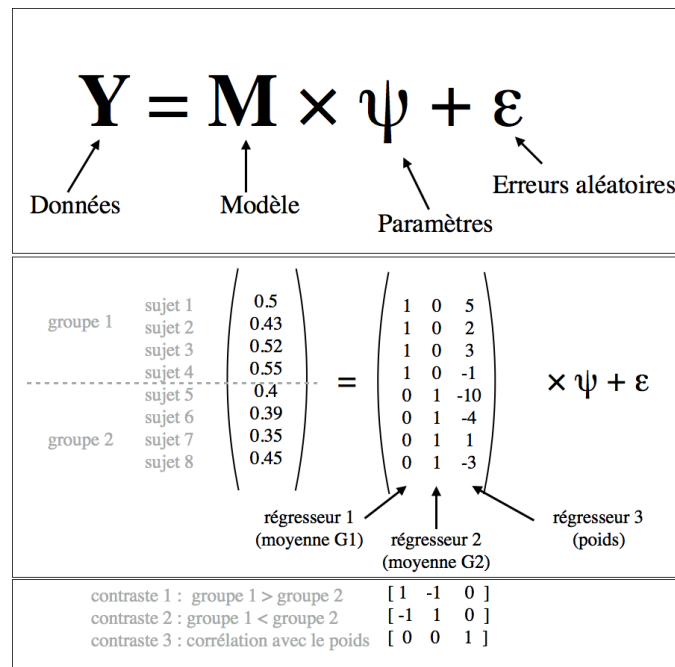 Y = M × ψ + ε
Données Modèle Paramètres Erreurs aléatoires
groupe 1
groupe 2
sujet 1 0.5 1 0 5
sujet 2 0.43 1 0 2
sujet 3 0.52 1 0 3
sujet 4 0.55 1 0 -1
= × ψ + ε
sujet 5 0.4 0 1 -10
sujet 6 0.39 0 1 -4
sujet 7 0.35 0 1 1
sujet 8 0.45 0 1 -3
régresseur 1
(moyenne G1)
régresseur 2
(moyenne G2)
régresseur 3
(poids)
contraste 1 : groupe 1 > groupe 2 [ 1 -1 0 ]
contraste 2 : groupe 1 < groupe 2 [ -1 1 0 ]
contraste 3 : corrélation avec le poids [ 0 0 1 ]